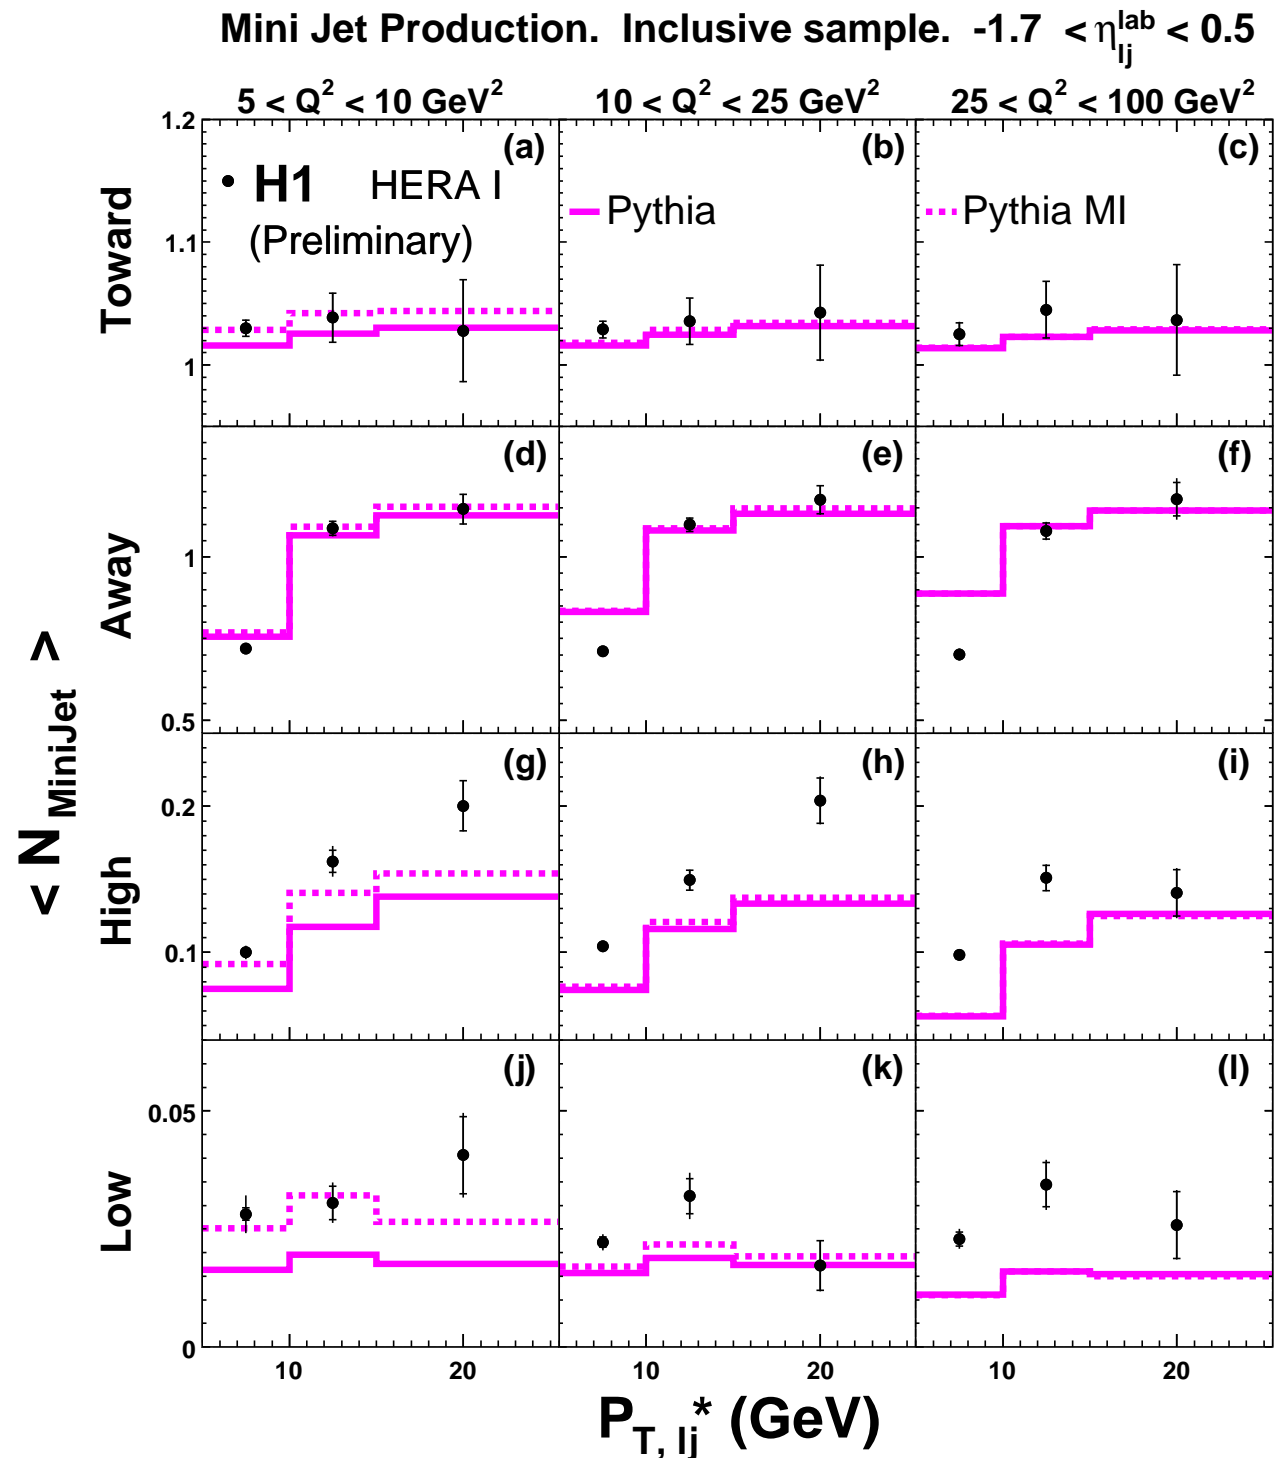 Mini Jet Production. Inclusive sample. -1.7 < η_lj^lab < 0.5
5 < Q² < 10 GeV² 10 < Q² < 25 GeV² 25 < Q² < 100 GeV²
Toward
1.2
1.1
1
(a)
H1 HERA I
(Preliminary)
(b)
Pythia
(c)
Pythia MI
Away
1
0.5
(d)
(e)
(f)
< N_MiniJet >
High
0.2
0.1
(g)
(h)
(i)
Low
0.05
0
(j)
(k)
(l)
10 20 10 20 10 20
P_T, lj* (GeV)